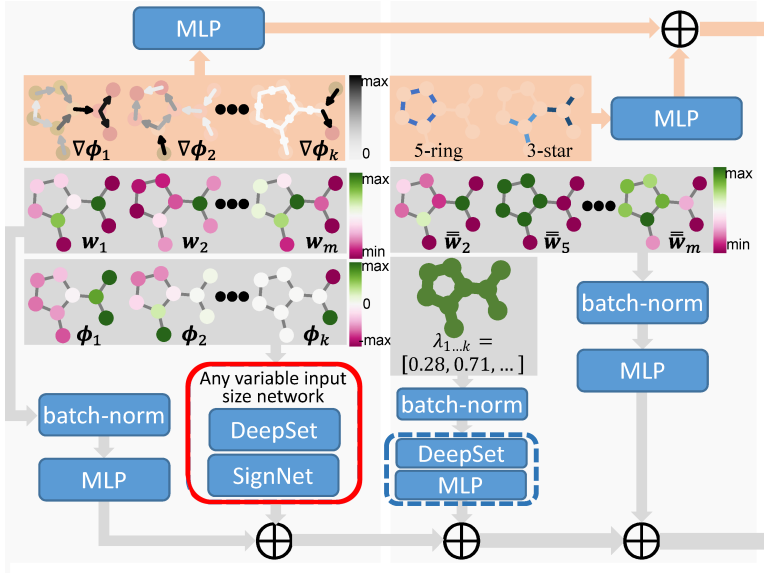 MLP
max
∇ϕ₁
∇ϕ₂
∇ϕₖ
0
5-ring
3-star
MLP
max
w₁
w₂
wₘ
min
w̿₂
w̿₅
w̿ₘ
max
min
max
0
-max
ϕ₁
ϕ₂
ϕₖ
λ₁…ₖ =
[0.28, 0.71, … ]
batch-norm
MLP
Any variable input
size network
DeepSet
SignNet
batch-norm
MLP
batch-norm
DeepSet
MLP